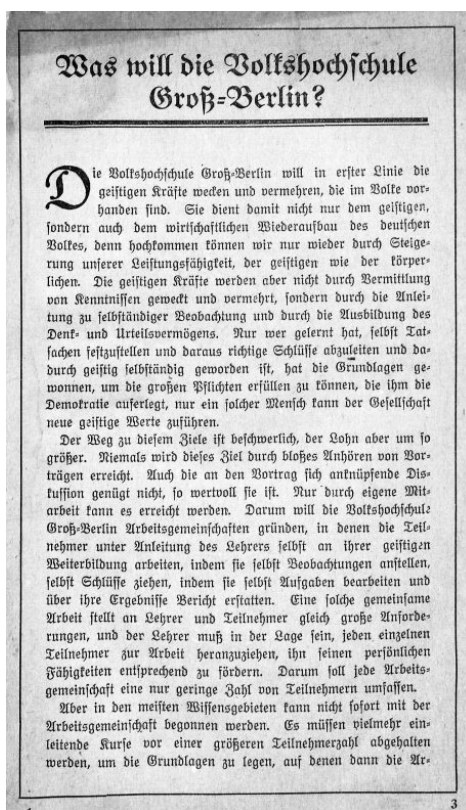 Was will die Volkshochschule
Groß-Berlin?
Die Volkshochschule Groß-Berlin will in erster Linie die
geistigen Kräfte wecken und vermehren, die im Volke vor-
handen sind. Sie dient damit nicht nur dem geistigen,
sondern auch dem wirtschaftlichen Wiederaufbau des deutschen
Volkes, denn hochkommen können wir nur wieder durch Steige-
rung unserer Leistungsfähigkeit, der geistigen wie der körper-
lichen. Die geistigen Kräfte werden aber nicht durch Vermittlung
von Kenntnissen geweckt und vermehrt, sondern durch die Anlei-
tung zu selbständiger Beobachtung und durch die Ausbildung des
Denk- und Urteilsvermögens. Nur wer gelernt hat, selbst Tat-
sachen festzustellen und daraus richtige Schlüsse abzuleiten und da-
durch geistig selbständig geworden ist, hat die Grundlagen ge-
wonnen, um die großen Pflichten erfüllen zu können, die ihm die
Demokratie auferlegt, nur ein solcher Mensch kann der Gesellschaft
neue geistige Werte zuführen.
Der Weg zu diesem Ziele ist beschwerlich, der Lohn aber um so
größer. Niemals wird dieses Ziel durch bloßes Anhören von Vor-
trägen erreicht. Auch die an den Vortrag sich anknüpfende Dis-
kussion genügt nicht, so wertvoll sie ist. Nur durch eigene Mit-
arbeit kann es erreicht werden. Darum will die Volkshochschule
Groß-Berlin Arbeitsgemeinschaften gründen, in denen die Teil-
nehmer unter Anleitung des Lehrers selbst an ihrer geistigen
Weiterbildung arbeiten, indem sie selbst Beobachtungen anstellen,
selbst Schlüsse ziehen, indem sie selbst Aufgaben bearbeiten und
über ihre Ergebnisse Bericht erstatten. Eine solche gemeinsame
Arbeit stellt an Lehrer und Teilnehmer gleich große Anforde-
rungen, und der Lehrer muß in der Lage sein, jeden einzelnen
Teilnehmer zur Arbeit heranzuziehen, ihn seinen persönlichen
Fähigkeiten entsprechend zu fördern. Darum soll jede Arbeits-
gemeinschaft eine nur geringe Zahl von Teilnehmern umfassen.
Aber in den meisten Wissensgebieten kann nicht sofort mit der
Arbeitsgemeinschaft begonnen werden. Es müssen vielmehr ein-
leitende Kurse vor einer größeren Teilnehmerzahl abgehalten
werden, um die Grundlagen zu legen, auf denen dann die Ar-
3